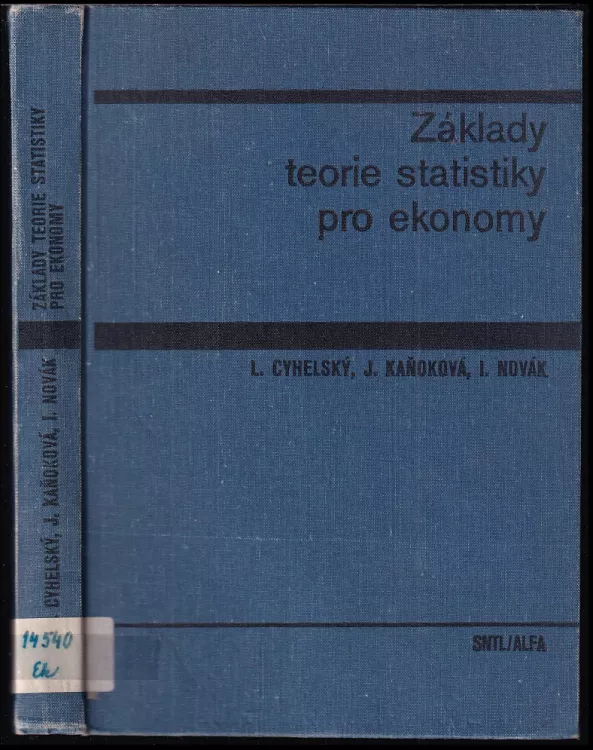 Základy
teorie statistiky
pro ekonomy
L. CYHELSKÝ, J. KAŇOKOVÁ, I. NOVÁK
SNTL/ALFA
ZÁKLADY TEORIE STATISTIKY
PRO EKONOMY
CYHELSKÝ, J. KAŇOKOVÁ, I. NOVÁK
14540
Ek